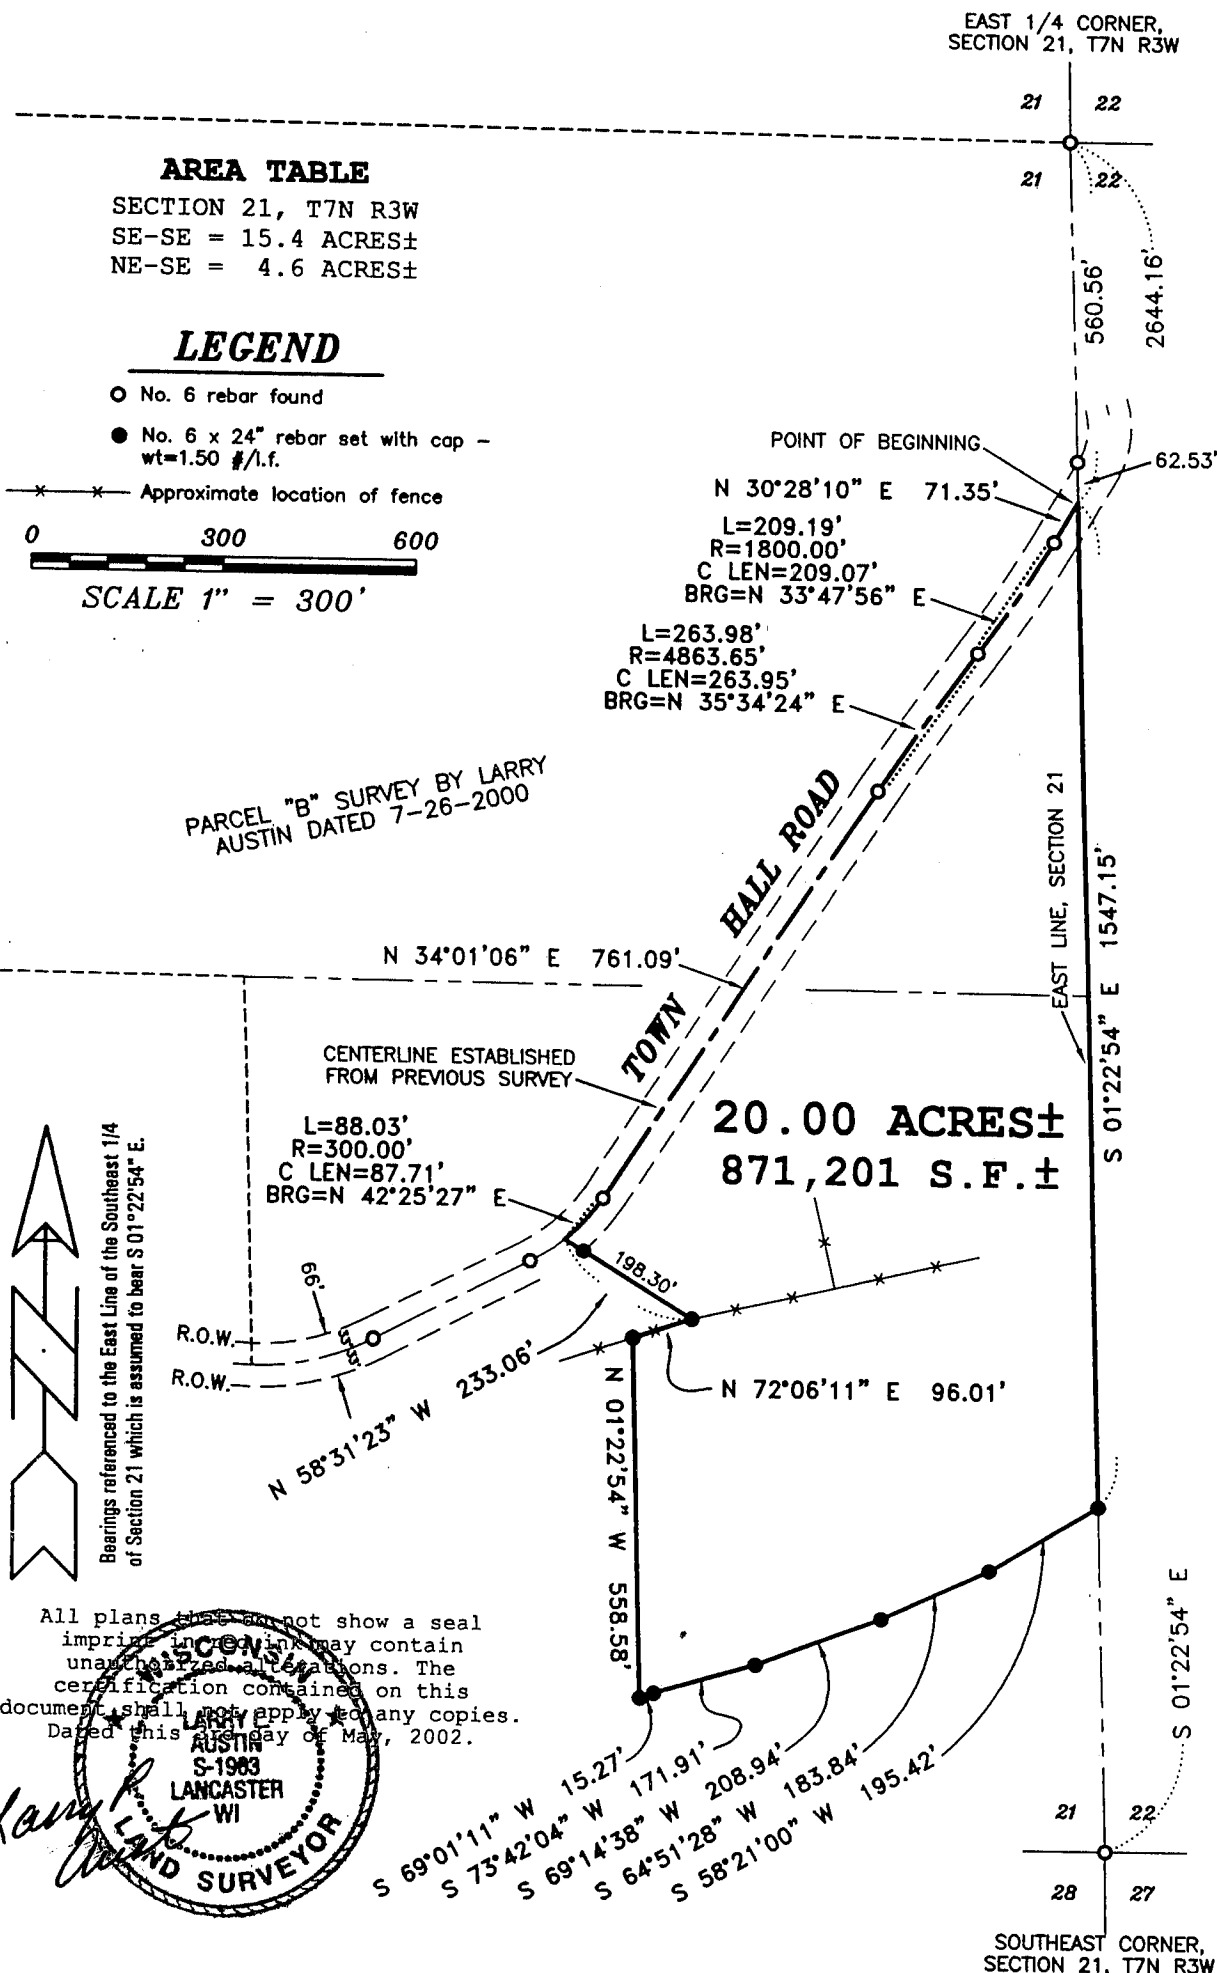 EAST 1/4 CORNER,
SECTION 21, T7N R3W
21 22
21 22
AREA TABLE
SECTION 21, T7N R3W
SE-SE = 15.4 ACRES±
NE-SE = 4.6 ACRES±
560.56'
2644.16'
LEGEND
No. 6 rebar found
No. 6 x 24" rebar set with cap –
wt=1.50 #/l.f.
Approximate location of fence
0 300 600
SCALE 1" = 300'
POINT OF BEGINNING
62.53'
N 30°28'10" E 71.35'
L=209.19'
R=1800.00'
C LEN=209.07'
BRG=N 33°47'56" E
L=263.98'
R=4863.65'
C LEN=263.95'
BRG=N 35°34'24" E
PARCEL "B" SURVEY BY LARRY
AUSTIN DATED 7-26-2000
TOWN HALL ROAD
EAST LINE, SECTION 21
S 01°22'54" E 1547.15'
N 34°01'06" E 761.09'
CENTERLINE ESTABLISHED
FROM PREVIOUS SURVEY
20.00 ACRES±
871,201 S.F.±
L=88.03'
R=300.00'
C LEN=87.71'
BRG=N 42°25'27" E
Bearings referenced to the East Line of the Southeast 1/4
of Section 21 which is assumed to bear S 01°22'54" E.
198.30'
66'
R.O.W.
33' 33'
R.O.W.
N 58°31'23" W 233.06'
N 72°06'11" E 96.01'
N 01°22'54" W 558.58'
All plans that do not show a seal
imprint in red ink may contain
unauthorized alterations. The
certification contained on this
document shall not apply to any copies.
Dated this 3rd day of May, 2002.
WISCONSIN
LARRY L.
AUSTIN
S-1983
LANCASTER
WI
LAND SURVEYOR
Larry Austin
S 69°01'11" W 15.27'
S 73°42'04" W 171.91'
S 69°14'38" W 208.94'
S 64°51'28" W 183.84'
S 58°21'00" W 195.42'
S 01°22'54" E
21 22
28 27
SOUTHEAST CORNER,
SECTION 21, T7N R3W